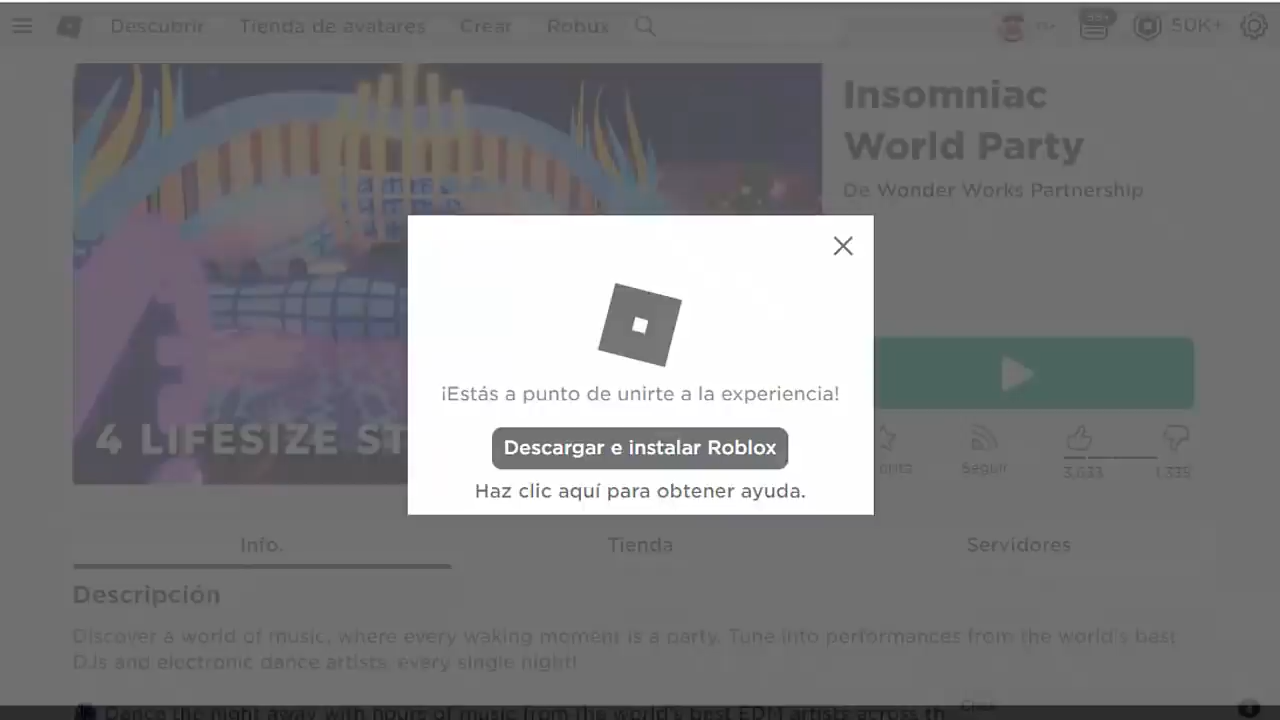 Descubrir Tienda de avatares Crear Robux 99+ 50K+
Insomniac
World Party
De Wonder Works Partnership
4 LIFESIZE ST
¡Estás a punto de unirte a la experiencia!
Descargar e instalar Roblox
Haz clic aquí para obtener ayuda.
Seguir 3,633 1,335
Info. Tienda Servidores
Descripción
Discover a world of music, where every waking moment is a party. Tune into performances from the world's best
DJs and electronic dance artists, every single night!
Dance the night away with hours of music from the world's best EDM artists across th
Chat